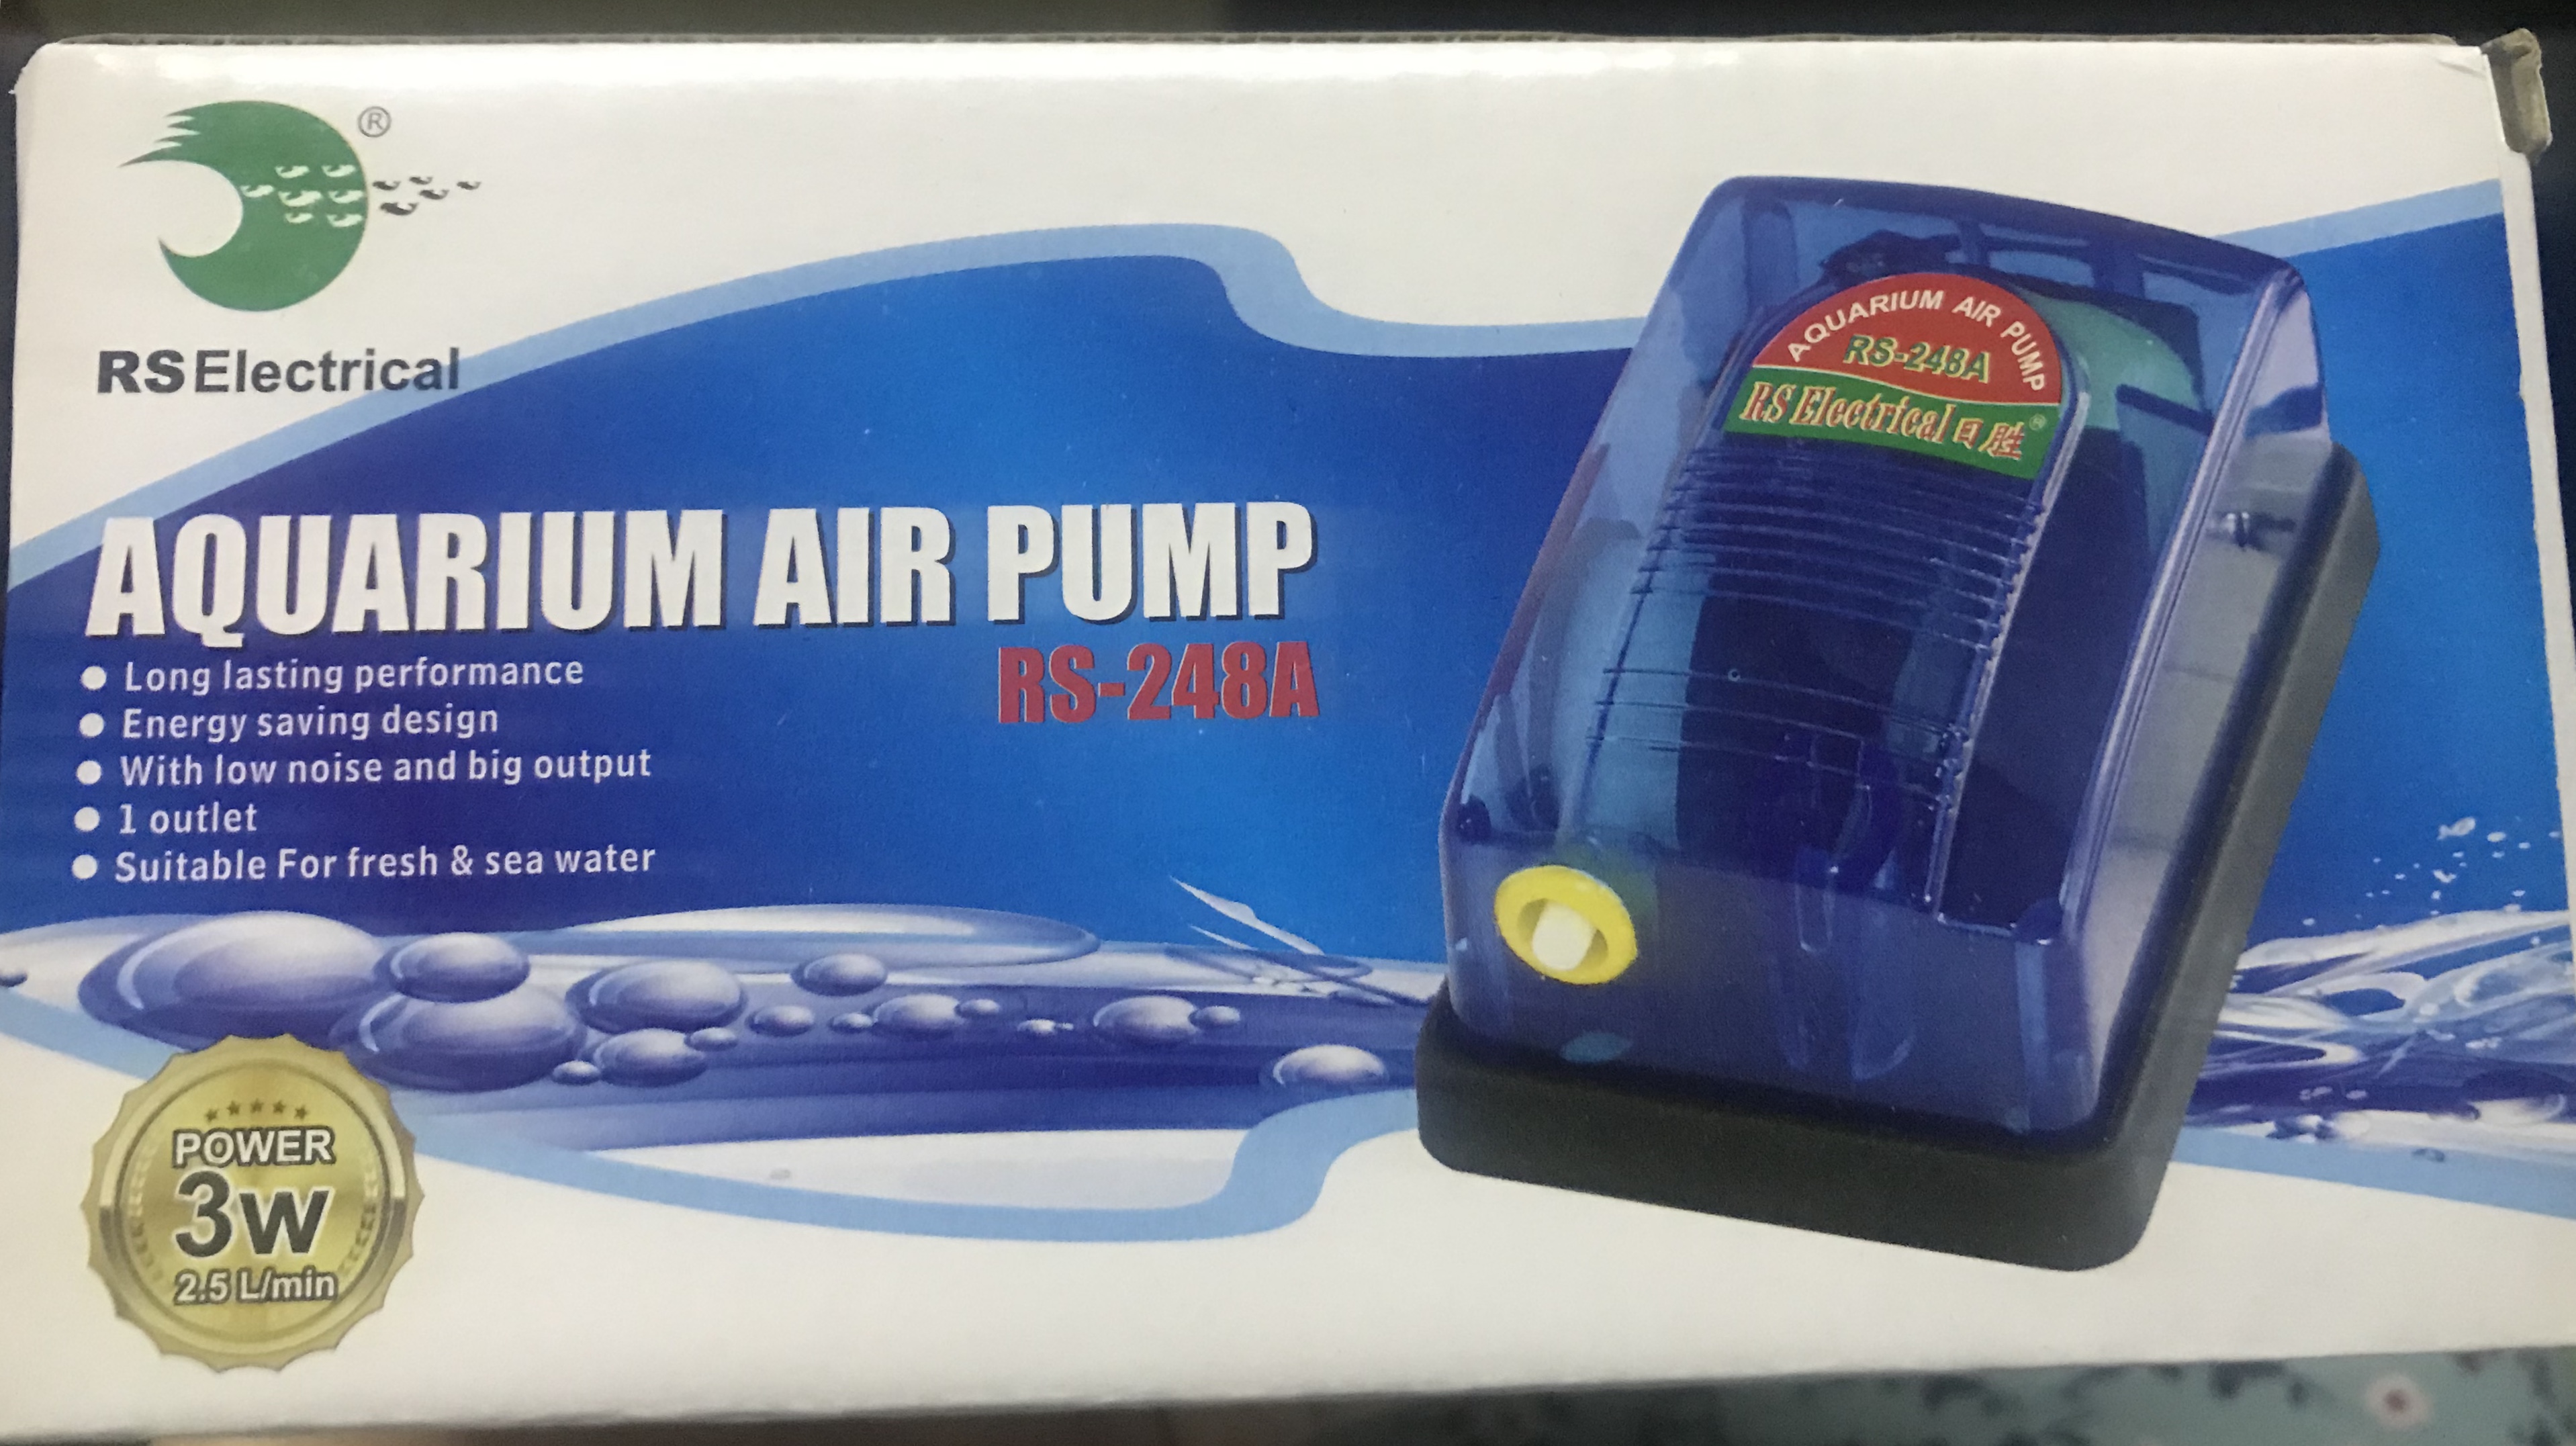 ®
RS Electrical
AQUARIUM AIR PUMP
RS-248A
Long lasting performance
Energy saving design
With low noise and big output
1 outlet
Suitable For fresh & sea water
POWER
3W
2.5 L/min
AQUARIUM AIR PUMP
RS-248A
RS Electrical 日胜®